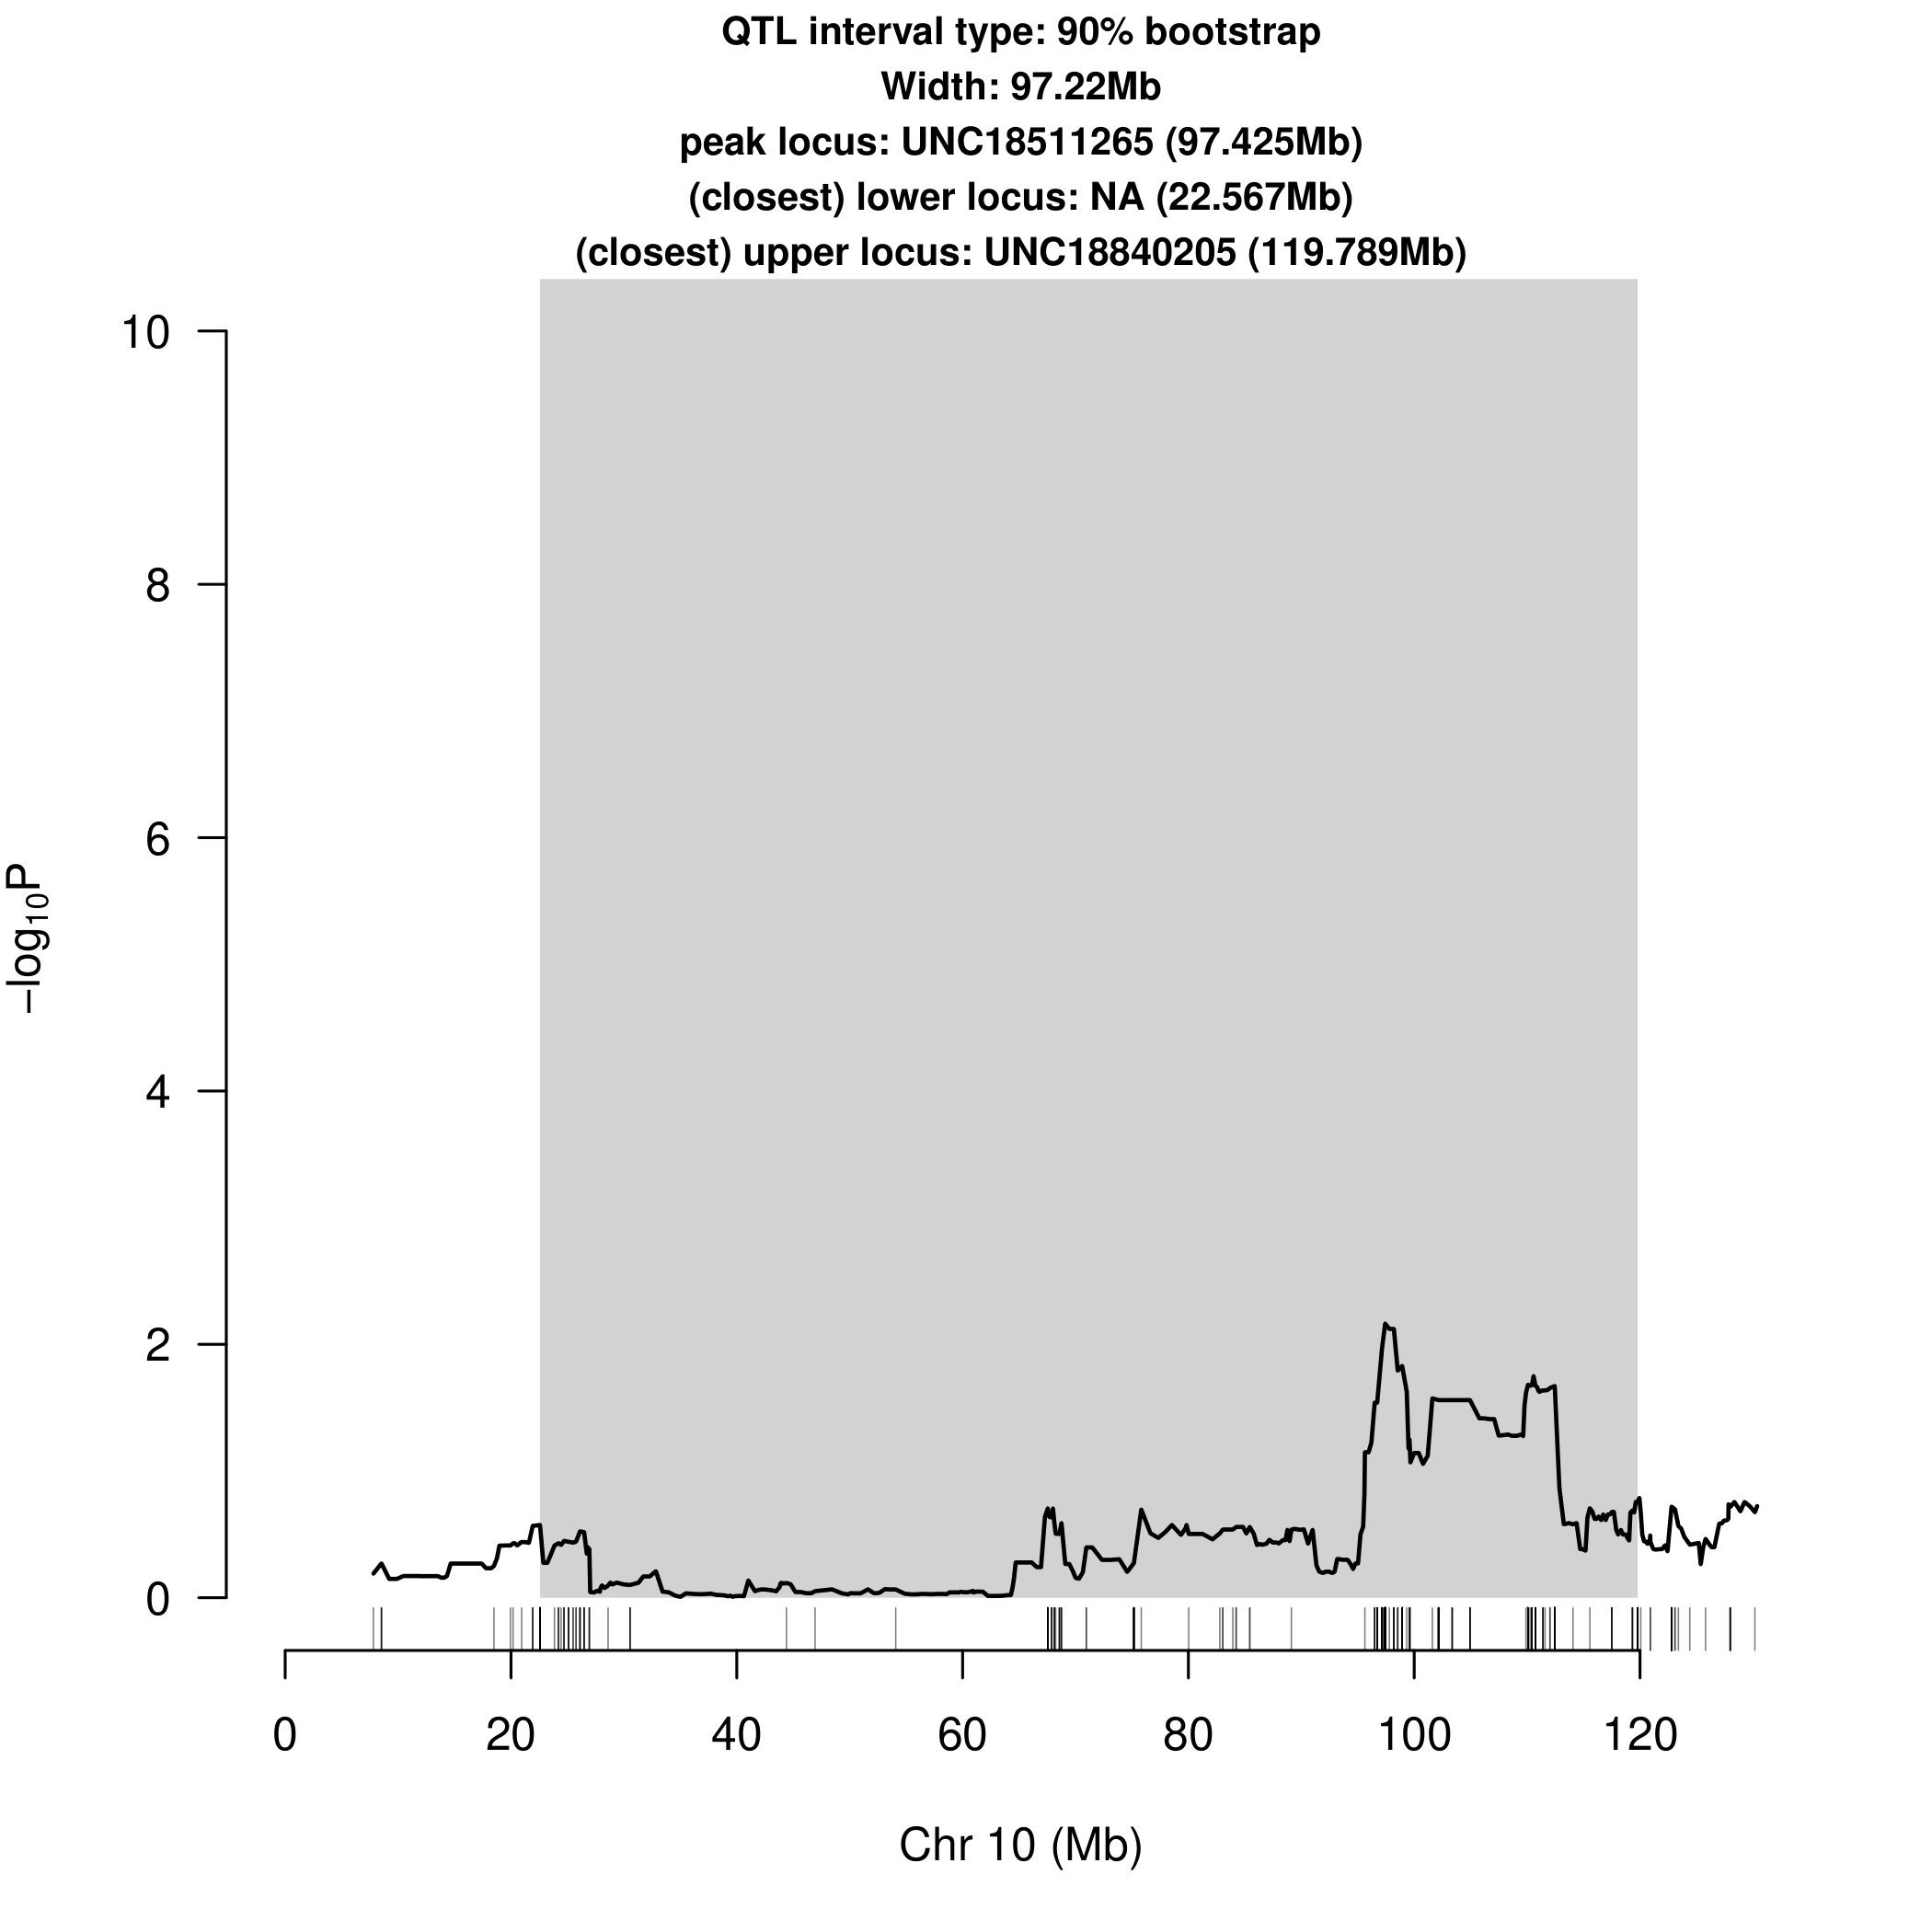 QTL interval type: 90% bootstrap
Width: 97.22Mb
peak locus: UNC18511265 (97.425Mb)
(closest) lower locus: NA (22.567Mb)
(closest) upper locus: UNC18840205 (119.789Mb)
10
8
6
4
2
0
−log10P
0 20 40 60 80 100 120
Chr 10 (Mb)